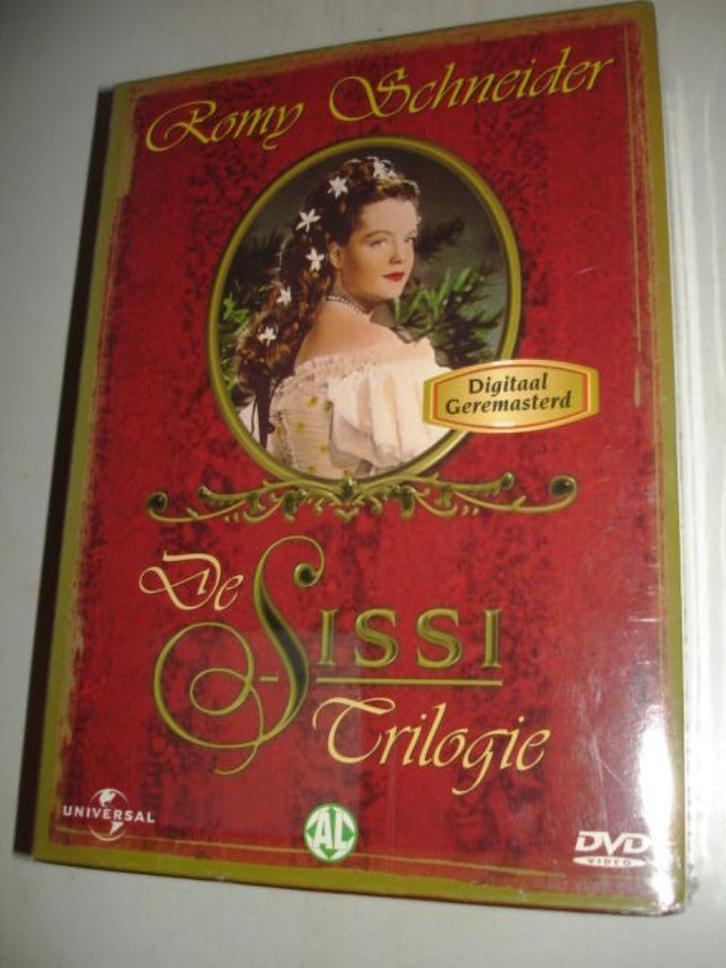 Romy Schneider
Digitaal
Geremasterd
De
SISSI
Trilogie
UNIVERSAL
AL
DVD
VIDEO